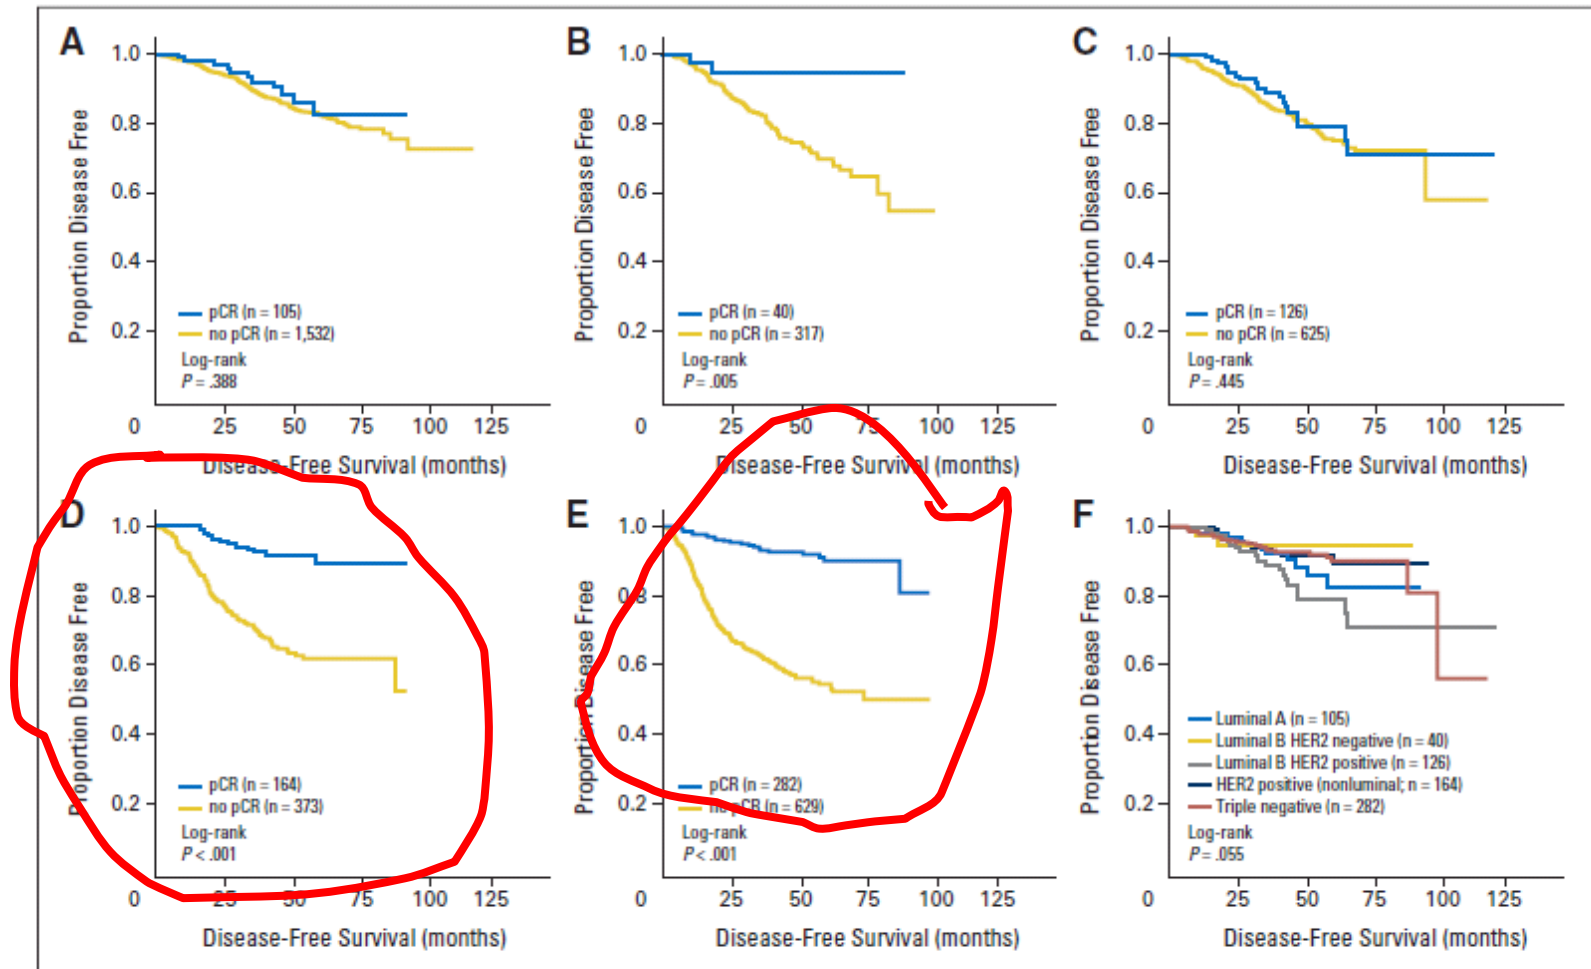 A
1.0
0.8
0.6
0.4
0.2
0
Proportion Disease Free
pCR (n = 105)
no pCR (n = 1,532)
Log-rank
P = .388
25 50 75 100 125
Disease-Free Survival (months)
B
1.0
0.8
0.6
0.4
0.2
0
Proportion Disease Free
pCR (n = 40)
no pCR (n = 317)
Log-rank
P = .005
25 50 75 100 125
Disease-Free Survival (months)
C
1.0
0.8
0.6
0.4
0.2
0
Proportion Disease Free
pCR (n = 126)
no pCR (n = 625)
Log-rank
P = .445
25 50 75 100 125
Disease-Free Survival (months)
D
1.0
0.8
0.6
0.4
0.2
0
Proportion Disease Free
pCR (n = 164)
no pCR (n = 373)
Log-rank
P < .001
25 50 75 100 125
Disease-Free Survival (months)
E
1.0
0.8
0.6
0.4
0.2
0
Proportion Disease Free
pCR (n = 282)
no pCR (n = 629)
Log-rank
P < .001
25 50 75 100 125
Disease-Free Survival (months)
F
1.0
0.8
0.6
0.4
0.2
0
Proportion Disease Free
Luminal A (n = 105)
Luminal B HER2 negative (n = 40)
Luminal B HER2 positive (n = 126)
HER2 positive (nonluminal; n = 164)
Triple negative (n = 282)
Log-rank
P = .055
25 50 75 100 125
Disease-Free Survival (months)